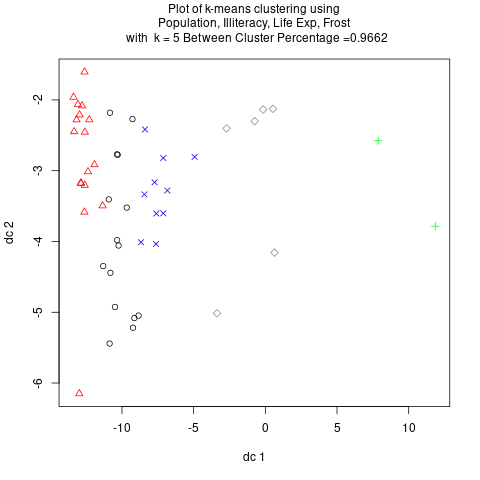 Plot of k-means clustering using
Population, Illiteracy, Life Exp, Frost
with k = 5 Between Cluster Percentage =0.9662
-2
-3
-4
-5
-6
dc 2
-10
-5
0
5
10
dc 1